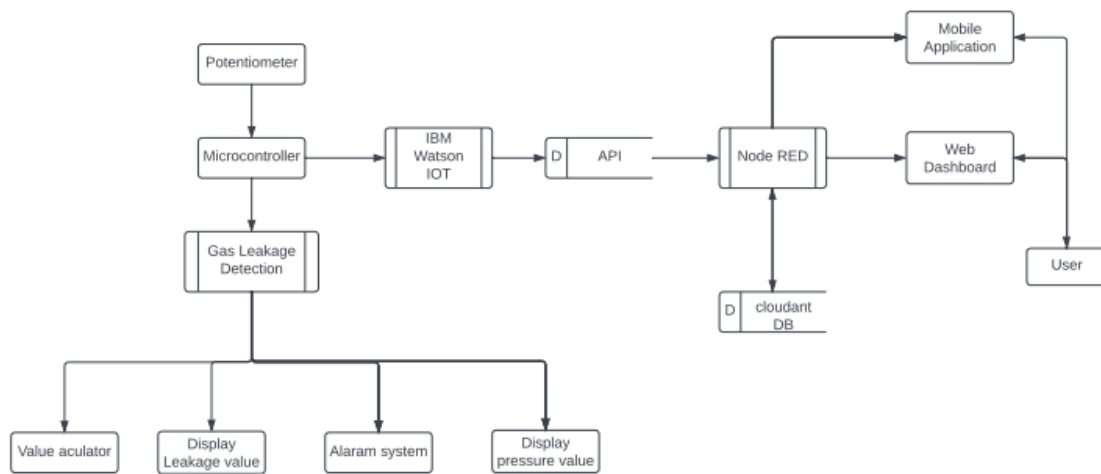 Potentiometer
Mobile
Application
Microcontroller
IBM
Watson
IOT
D
API
Node RED
Web
Dashboard
Gas Leakage
Detection
User
D
cloudant
DB
Value aculator
Display
Leakage value
Alaram system
Display
pressure value